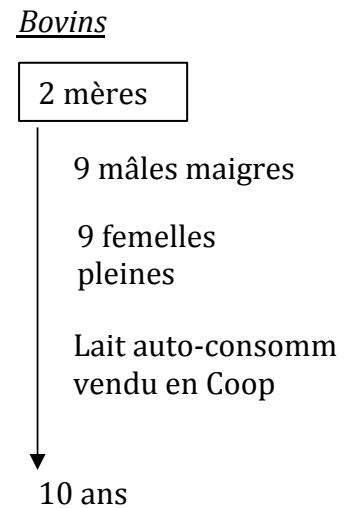 Bovins
2 mères
9 mâles maigres
9 femelles
pleines
Lait auto-consomm
vendu en Coop
10 ans